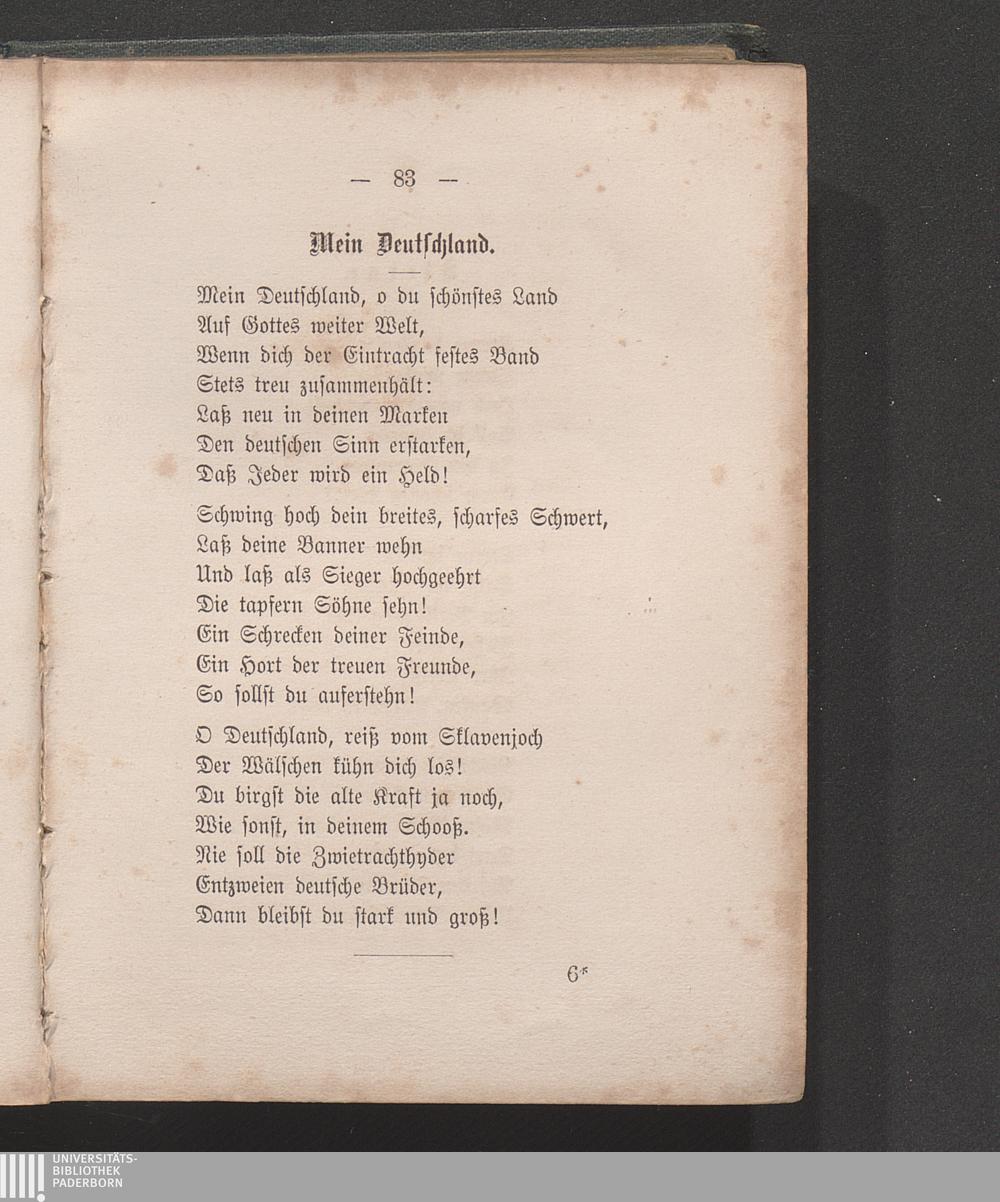 — 83 —
Mein Deutschland.
Mein Deutschland, o du schönstes Land
Auf Gottes weiter Welt,
Wenn dich der Eintracht festes Band
Stets treu zusammenhält:
Laß neu in deinen Marken
Den deutschen Sinn erstarken,
Daß Jeder wird ein Held!
Schwing hoch dein breites, scharfes Schwert,
Laß deine Banner wehn
Und laß als Sieger hochgeehrt
Die tapfern Söhne sehn!
Ein Schrecken deiner Feinde,
Ein Hort der treuen Freunde,
So sollst du auferstehn!
O Deutschland, reiß vom Sklavenjoch
Der Wälschen kühn dich los!
Du birgst die alte Kraft ja noch,
Wie sonst, in deinem Schooß.
Nie soll die Zwietrachthyder
Entzweien deutsche Brüder,
Dann bleibst du stark und groß!
6*
UNIVERSITÄTS-
BIBLIOTHEK
PADERBORN